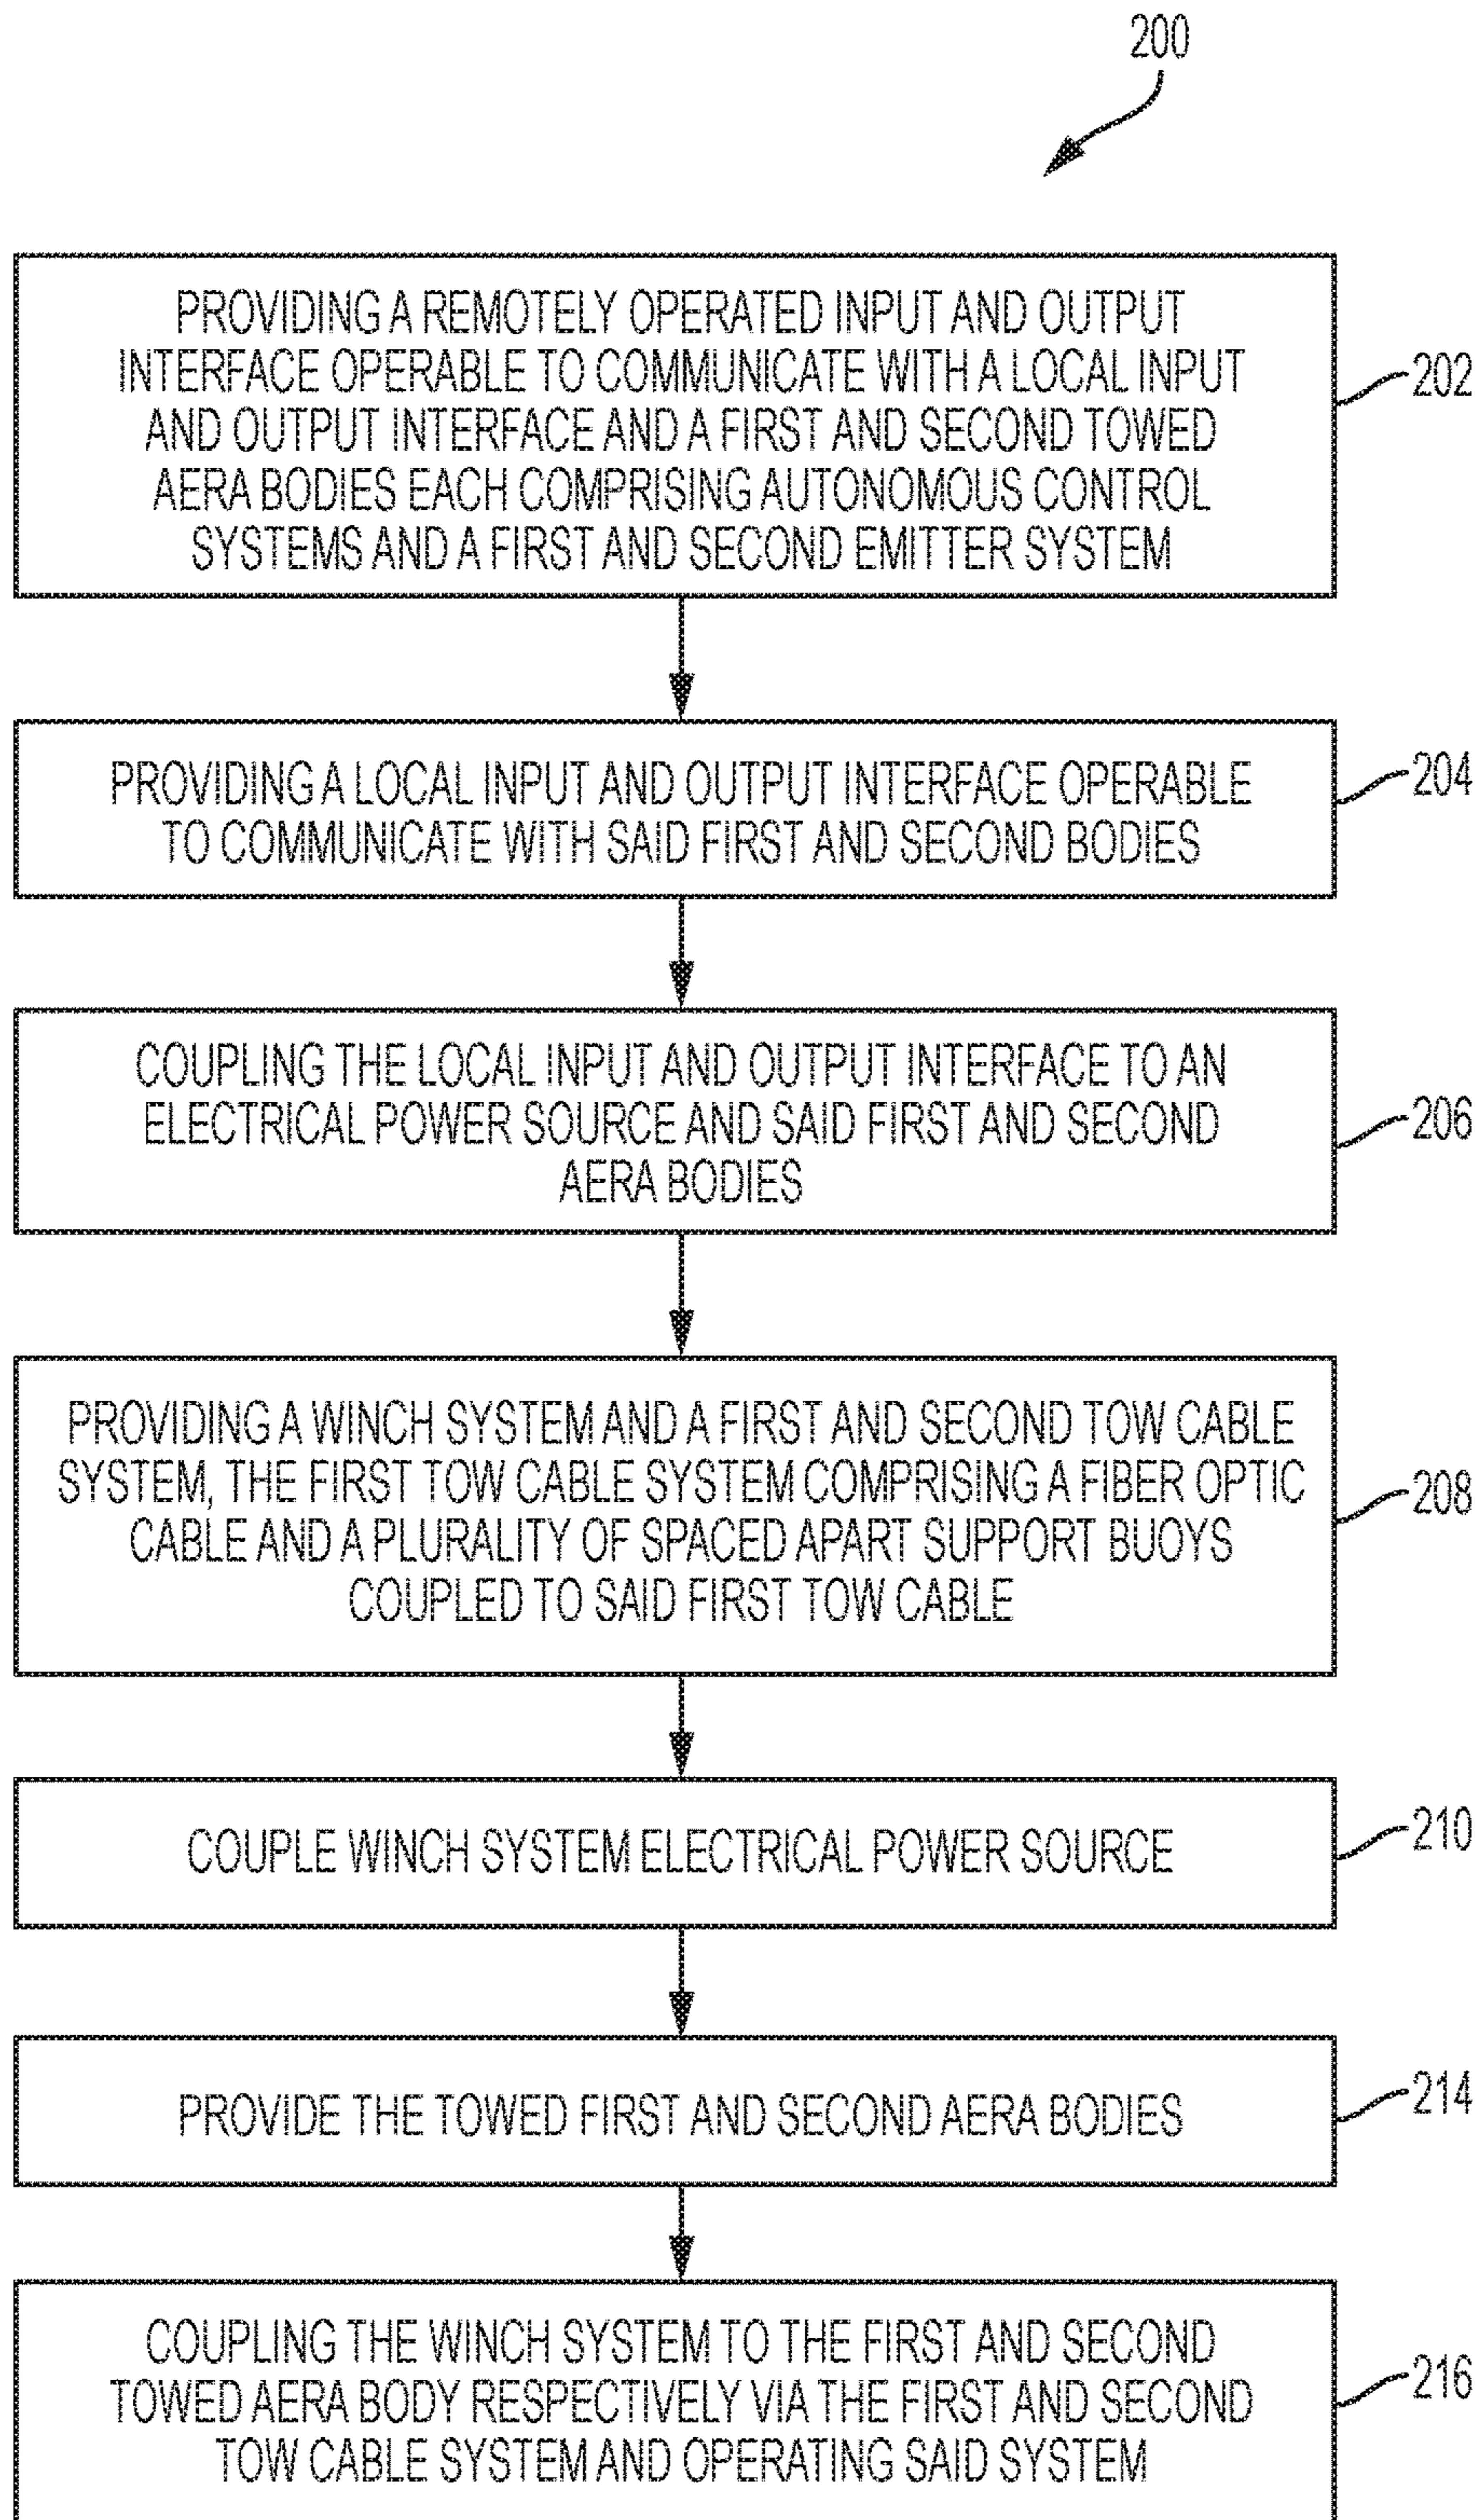 200
PROVIDING A REMOTELY OPERATED INPUT AND OUTPUT
INTERFACE OPERABLE TO COMMUNICATE WITH A LOCAL INPUT
AND OUTPUT INTERFACE AND A FIRST AND SECOND TOWED
AERA BODIES EACH COMPRISING AUTONOMOUS CONTROL
SYSTEMS AND A FIRST AND SECOND EMITTER SYSTEM
202
PROVIDING A LOCAL INPUT AND OUTPUT INTERFACE OPERABLE
TO COMMUNICATE WITH SAID FIRST AND SECOND BODIES
204
COUPLING THE LOCAL INPUT AND OUTPUT INTERFACE TO AN
ELECTRICAL POWER SOURCE AND SAID FIRST AND SECOND
AERA BODIES
206
PROVIDING A WINCH SYSTEM AND A FIRST AND SECOND TOW CABLE
SYSTEM, THE FIRST TOW CABLE SYSTEM COMPRISING A FIBER OPTIC
CABLE AND A PLURALITY OF SPACED APART SUPPORT BUOYS
COUPLED TO SAID FIRST TOW CABLE
208
COUPLE WINCH SYSTEM ELECTRICAL POWER SOURCE
210
PROVIDE THE TOWED FIRST AND SECOND AERA BODIES
214
COUPLING THE WINCH SYSTEM TO THE FIRST AND SECOND
TOWED AERA BODY RESPECTIVELY VIA THE FIRST AND SECOND
TOW CABLE SYSTEM AND OPERATING SAID SYSTEM
216